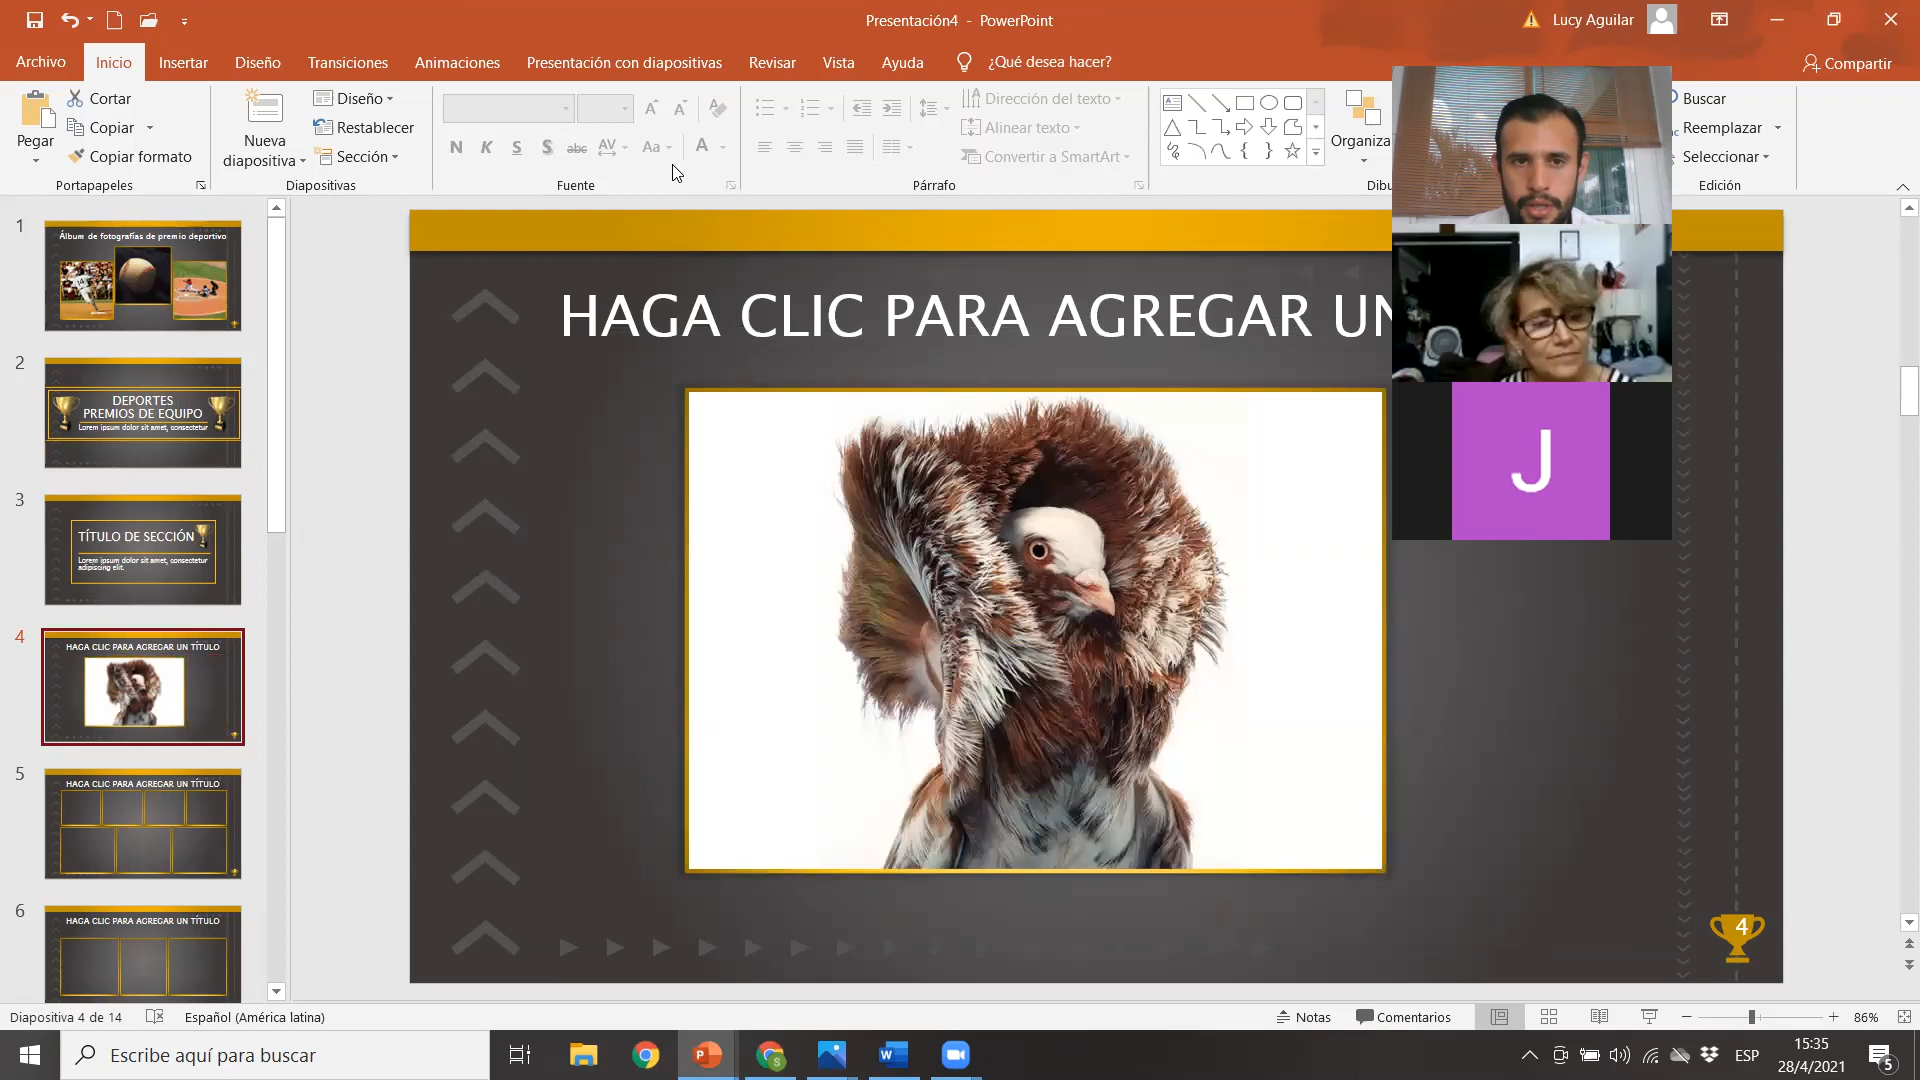 Presentación4 - PowerPoint
Lucy Aguilar
Archivo
Inicio
Insertar
Diseño
Transiciones
Animaciones
Presentación con diapositivas
Revisar
Vista
Ayuda
¿Qué desea hacer?
Compartir
Pegar
Cortar
Copiar
Copiar formato
Portapapeles
Nueva
diapositiva
Diseño
Restablecer
Sección
Diapositivas
N K S S abc AV Aa A
Fuente
Dirección del texto
Alinear texto
Convertir a SmartArt
Párrafo
Organiza
Dibu
Buscar
Reemplazar
Seleccionar
Edición
1
Álbum de fotografías de premio deportivo
2
DEPORTES
PREMIOS DE EQUIPO
Lorem ipsum dolor sit amet, consectetur
3
TÍTULO DE SECCIÓN
Lorem ipsum dolor sit amet, consectetur
adipiscing elit.
4
HAGA CLIC PARA AGREGAR UN TÍTULO
5
HAGA CLIC PARA AGREGAR UN TÍTULO
6
HAGA CLIC PARA AGREGAR UN TÍTULO
HAGA CLIC PARA AGREGAR UN
J
4
Diapositiva 4 de 14
Español (América latina)
Notas
Comentarios
86%
Escribe aquí para buscar
ESP
15:35
28/4/2021
5